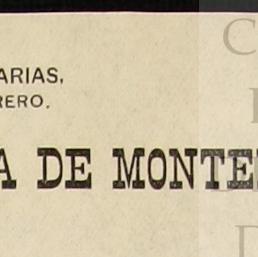 ARIAS,
RERO.
A DE MONTE